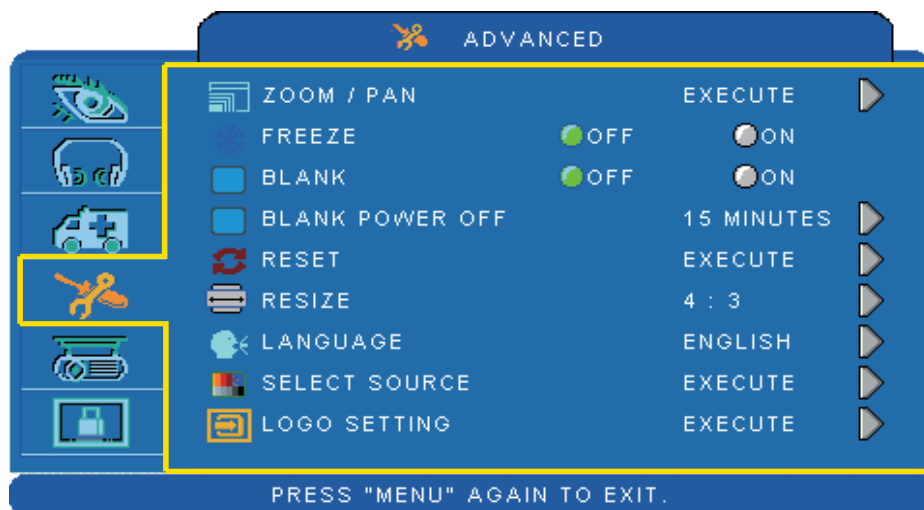 ADVANCED
ZOOM / PAN EXECUTE
FREEZE OFF ON
BLANK OFF ON
BLANK POWER OFF 15 MINUTES
RESET EXECUTE
RESIZE 4 : 3
LANGUAGE ENGLISH
SELECT SOURCE EXECUTE
LOGO SETTING EXECUTE
PRESS "MENU" AGAIN TO EXIT.